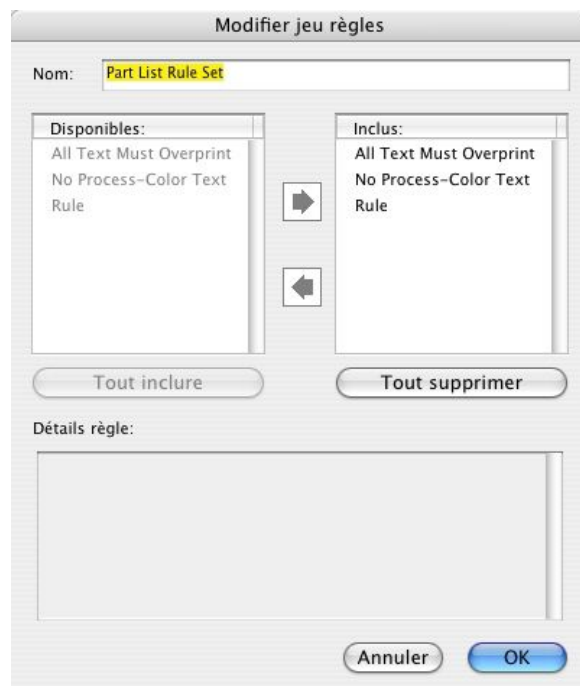 Modifier jeu règles
Nom: Part List Rule Set
Disponibles:
All Text Must Overprint
No Process-Color Text
Rule
Inclus:
All Text Must Overprint
No Process-Color Text
Rule
Tout inclure
Tout supprimer
Détails règle:
Annuler
OK